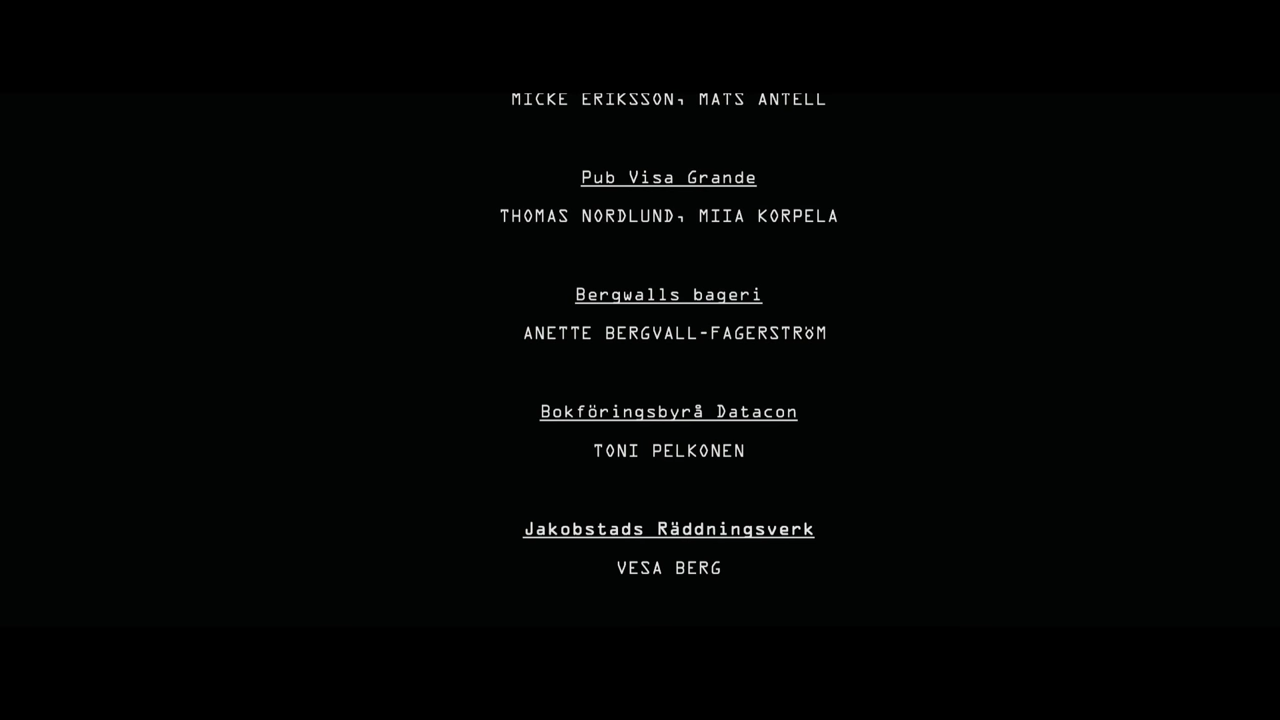 MICKE ERIKSSON, MATS ANTELL
Pub Visa Grande
THOMAS NORDLUND, MIIA KORPELA
Bergwalls bageri
ANETTE BERGVALL-FAGERSTRöM
Bokföringsbyrå Datacon
TONI PELKONEN
Jakobstads Räddningsverk
VESA BERG